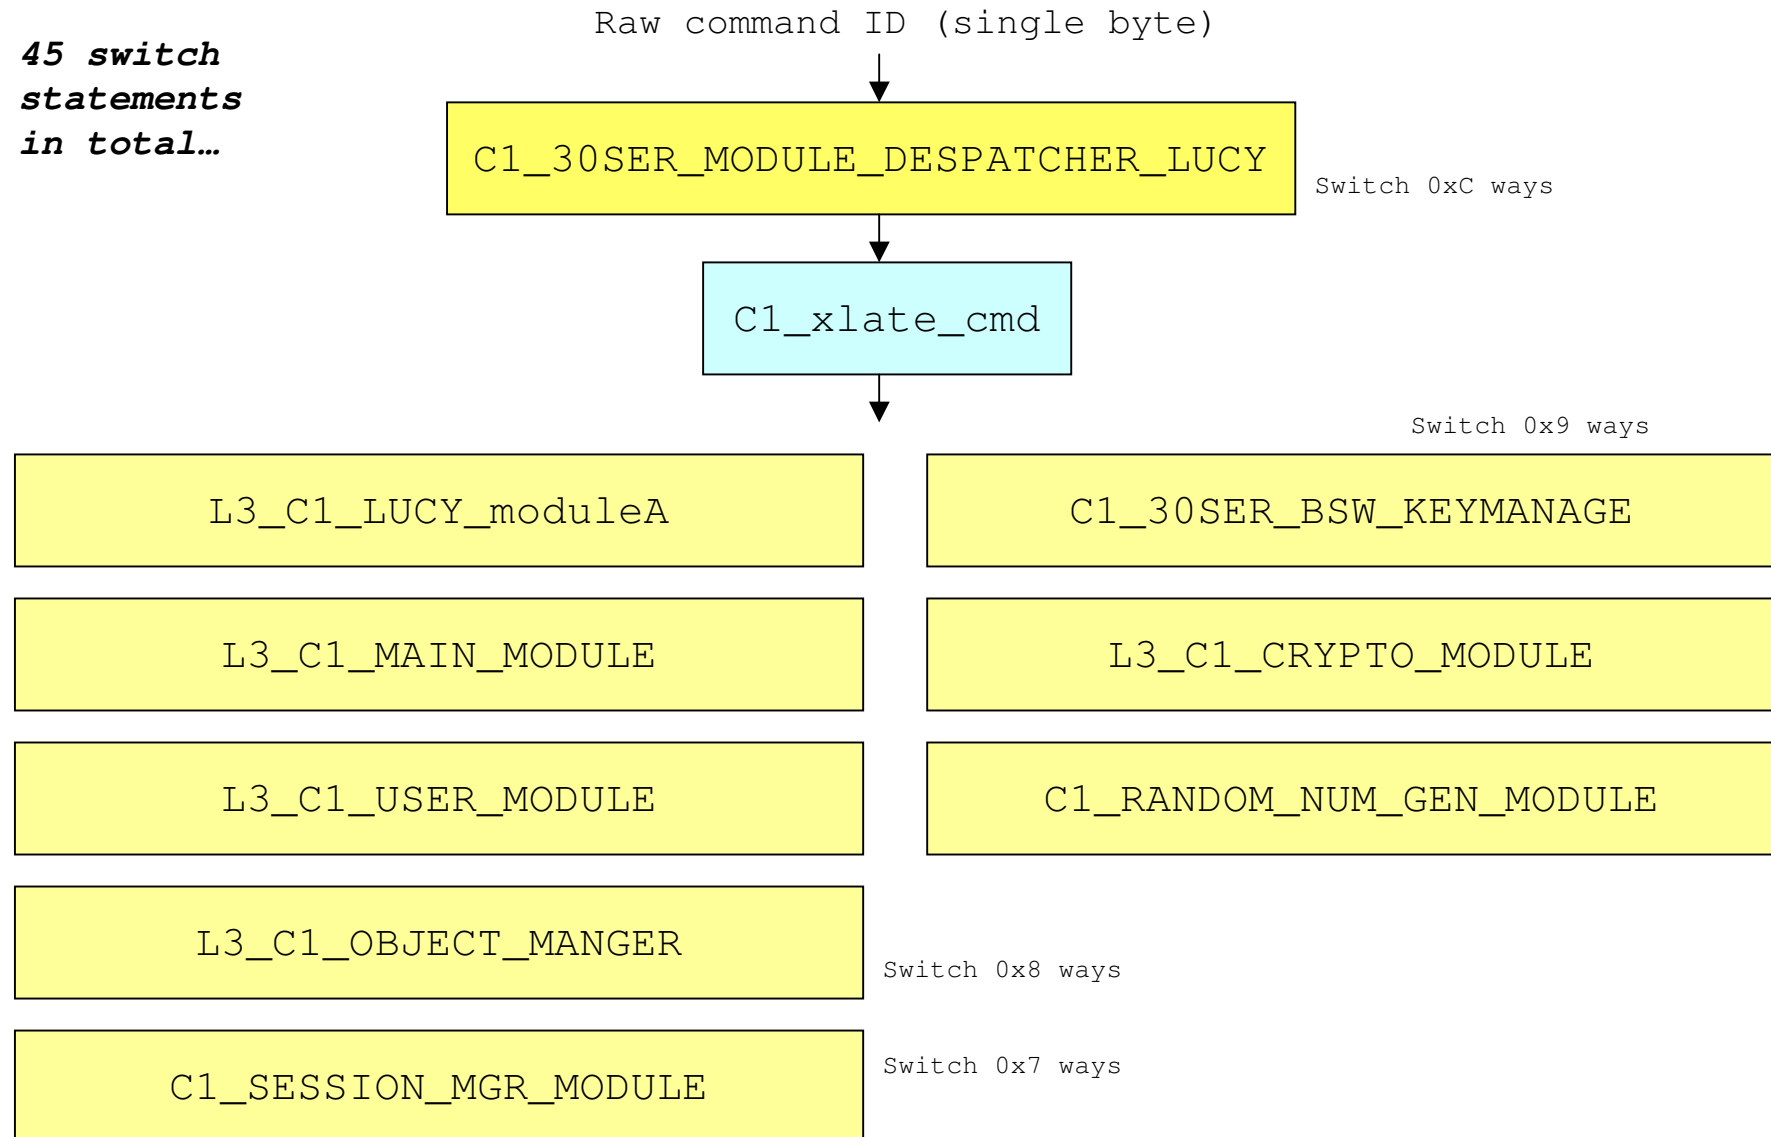 Raw command ID (single byte)
45 switch
statements
in total…
C1_30SER_MODULE_DESPATCHER_LUCY
Switch 0xC ways
C1_xlate_cmd
Switch 0x9 ways
L3_C1_LUCY_moduleA
C1_30SER_BSW_KEYMANAGE
L3_C1_MAIN_MODULE
L3_C1_CRYPTO_MODULE
L3_C1_USER_MODULE
C1_RANDOM_NUM_GEN_MODULE
L3_C1_OBJECT_MANGER
Switch 0x8 ways
C1_SESSION_MGR_MODULE
Switch 0x7 ways